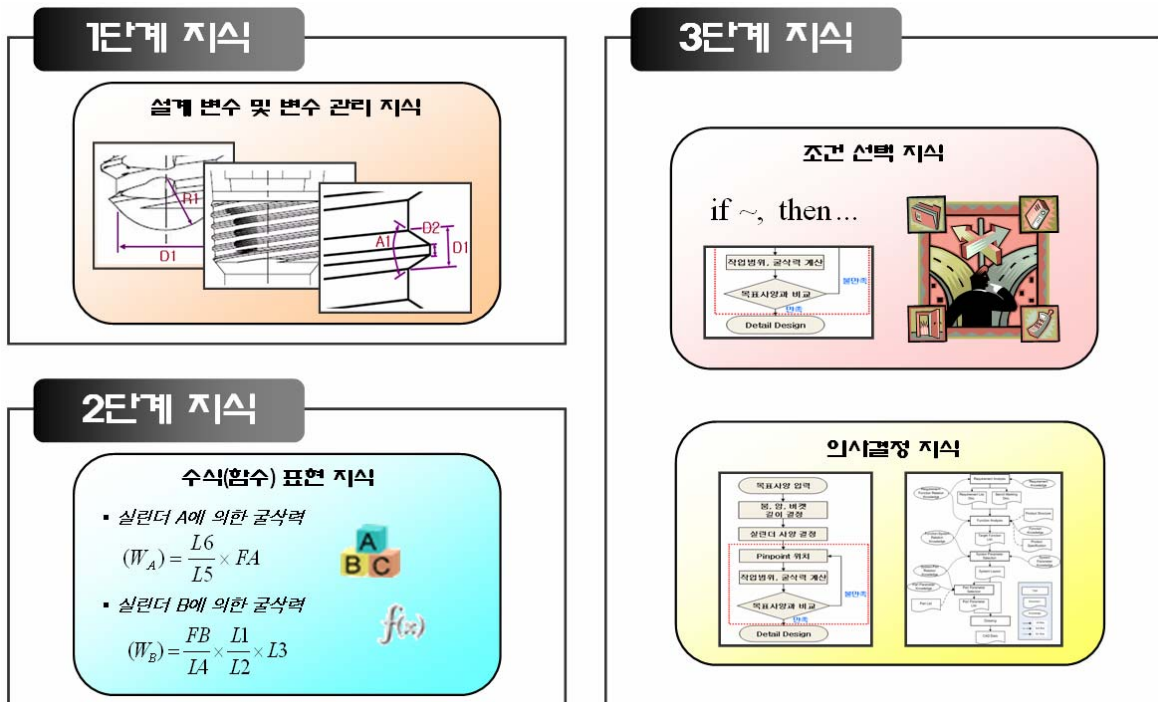 1단계 지식
설계 변수 및 변수 관리 지식
R1
D1
A1
D2
D1
2단계 지식
수식(함수) 표현 지식
▪ 실린더 A에 의한 굴삭력
(W_A) = L6/L5 × FA
▪ 실린더 B에 의한 굴삭력
(W_B) = FB/L4 × L1/L2 × L3
A
B C
f(x)
3단계 지식
조건 선택 지식
if ~, then ...
작업범위, 굴삭력 계산
불만족
목표사양과 비교
만족
Detail Design
의사결정 지식
목표사양 입력
붐, 암, 버켓
길이 결정
실린더 사양 결정
Pinpoint 위치
작업범위, 굴삭력 계산
불만족
목표사양과 비교
만족
Detail Design
Requirement Analysis
Function Analysis